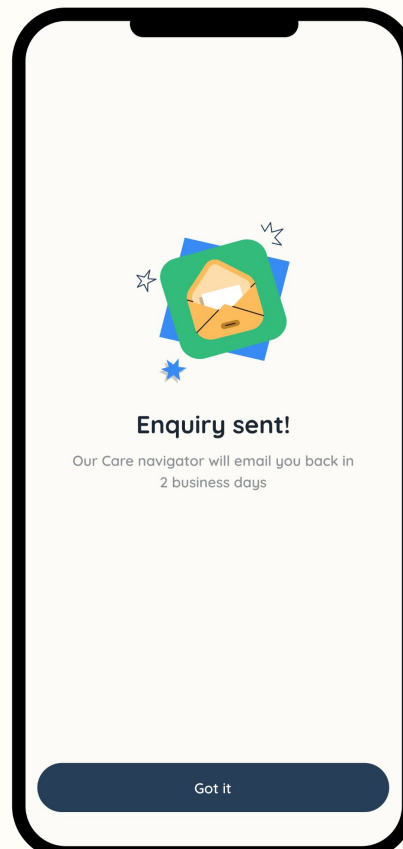 Enquiry sent!
Our Care navigator will email you back in
2 business days
Got it